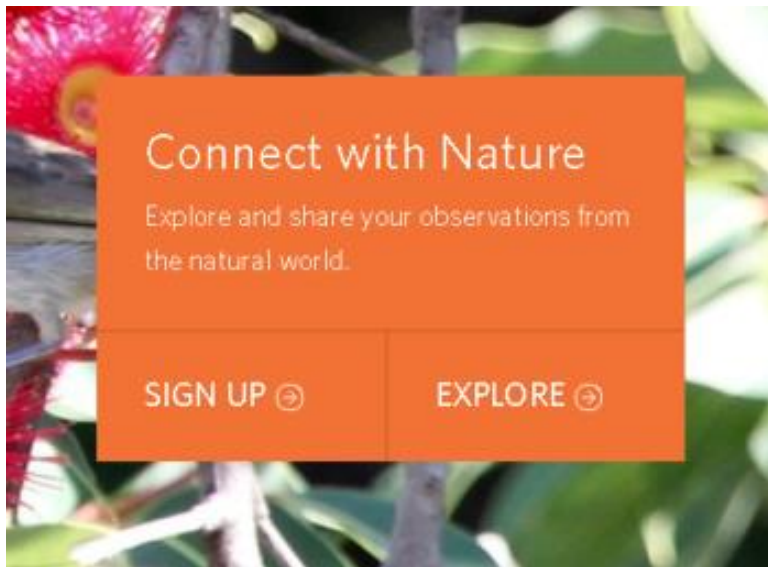 Connect with Nature
Explore and share your observations from
the natural world.
SIGN UP
EXPLORE